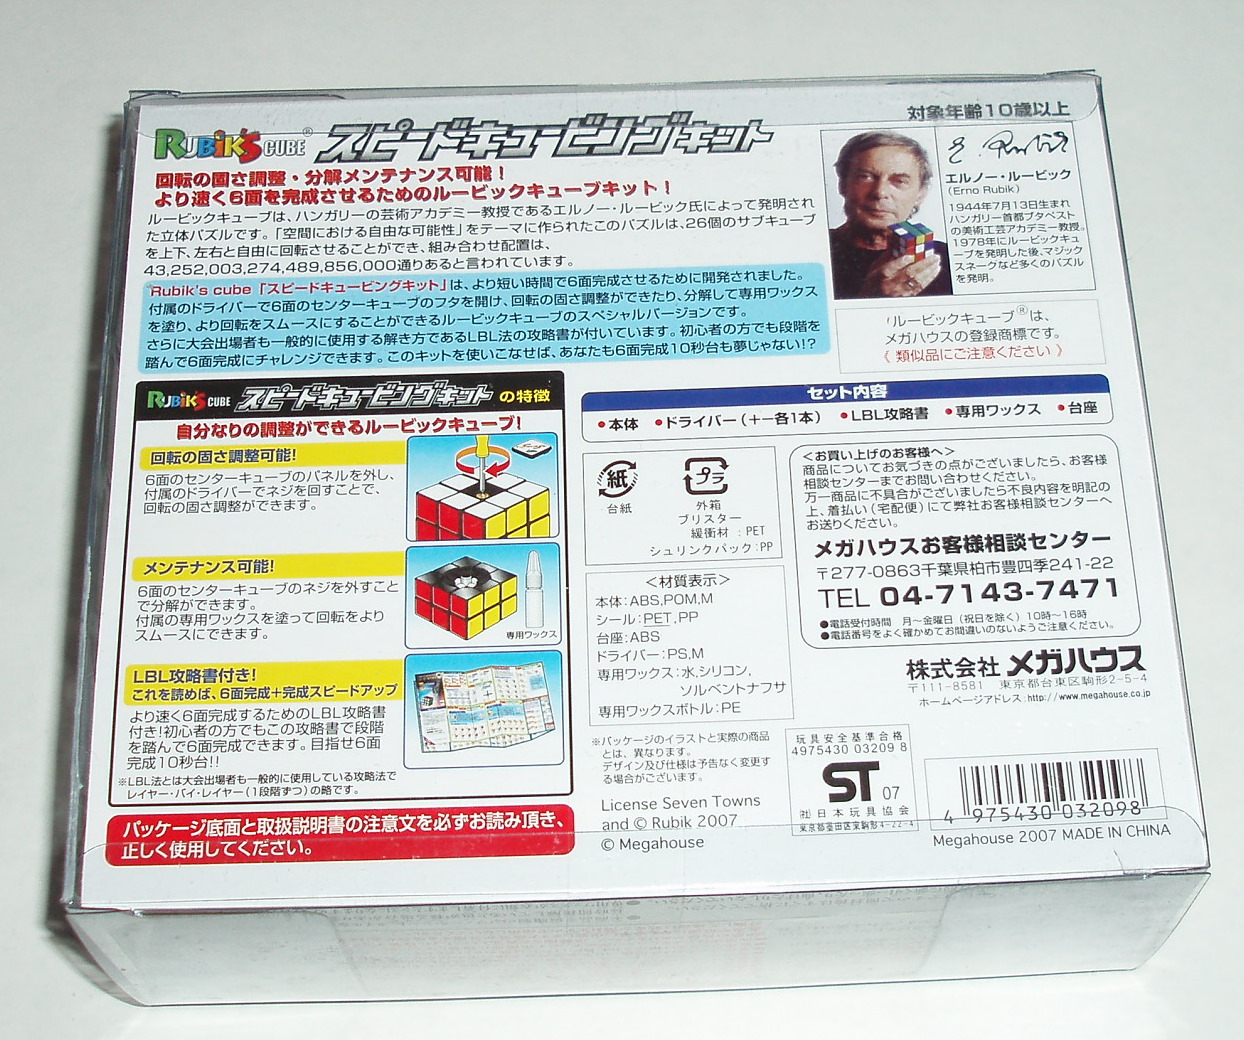 対象年齢10歳以上
RUBIK'S CUBE® スピードキュービングキット
回転の固さ調整・分解メンテナンス可能!
より速く6面を完成させるためのルービックキューブキット!
ルービックキューブは、ハンガリーの芸術アカデミー教授であるエルノー・ルービック氏によって発明され
た立体パズルです。「空間における自由な可能性」をテーマに作られたこのパズルは、26個のサブキューブ
を上下、左右と自由に回転させることができ、組み合わせ配置は、
43,252,003,274,489,856,000通りあると言われています。
Rubik's cube「スピードキュービングキット」は、より短い時間で6面完成させるために開発されました。
付属のドライバーで6面のセンターキューブのフタを開け、回転の固さ調整ができたり、分解して専用ワックス
を塗り、より回転をスムースにすることができるルービックキューブのスペシャルバージョンです。
さらに大会出場者も一般的に使用する解き方であるLBL法の攻略書が付いています。初心者の方でも段階を
踏んで6面完成にチャレンジできます。このキットを使いこなせば、あなたも6面完成10秒台も夢じゃない!?
エルノー・ルービック
(Erno Rubik)
1944年7月13日生まれ
ハンガリー首都ブタペスト
の美術工芸アカデミー教授。
1978年にルービックキュ
ーブを発明した後、マジック
スネークなど多くのパズル
を発明。
「ルービックキューブ®は、
メガハウスの登録商標です。
《 類似品にご注意ください 》
RUBIK'S CUBE スピードキュービングキット の特徴
自分なりの調整ができるルービックキューブ!
回転の固さ調整可能!
6面のセンターキューブのパネルを外し、
付属のドライバーでネジを回すことで、
回転の固さ調整ができます。
メンテナンス可能!
6面のセンターキューブのネジを外すこと
で分解ができます。
付属の専用ワックスを塗って回転をより
スムースにできます。
専用ワックス
LBL攻略書付き!
これを読めば、6面完成+完成スピードアップ
より速く6面完成するためのLBL攻略書
付き!初心者の方でもこの攻略書で段階
を踏んで6面完成できます。目指せ6面
完成10秒台!!
※LBL法とは大会出場者も一般的に使用している攻略法で
レイヤー・バイ・レイヤー(1段階ずつ)の略です。
パッケージ底面と取扱説明書の注意文を必ずお読み頂き、
正しく使用してください。
セット内容
●本体 ●ドライバー(+−各1本) ●LBL攻略書 ●専用ワックス ●台座
紙
台紙
プラ
外箱
ブリスター
緩衝材 : PET
シュリンクパック:PP
<材質表示>
本体:ABS,POM,M
シール:PET,PP
台座:ABS
ドライバー:PS,M
専用ワックス:水,シリコン,
ソルベントナフサ
専用ワックスボトル:PE
<お買い上げのお客様へ>
商品についてお気づきの点がございましたら、お客様
相談センターまでお問い合わせください。
万一商品に不具合がございましたら不良内容を明記の
上、着払い(宅配便)にて弊社お客様相談センターへ
お送りください。
メガハウスお客様相談センター
〒277-0863千葉県柏市豊四季241-22
TEL 04-7143-7471
●電話受付時間 月〜金曜日(祝日を除く)10時〜16時
●電話番号をよく確かめてお間違いのないようご注意ください。
株式会社 メガハウス
〒111-8581 東京都台東区駒形2-5-4
ホームページアドレス:http://www.megahouse.co.jp
※パッケージのイラストと実際の商品
とは、異なります。
デザイン及び仕様は予告なく変更す
る場合がございます。
License Seven Towns
and © Rubik 2007
© Megahouse
玩具安全基準合格
4975430 03209 8
ST 07
(社)日本玩具協会
東京都墨田区東駒形4-22-4
4 975430 032098
Megahouse 2007 MADE IN CHINA